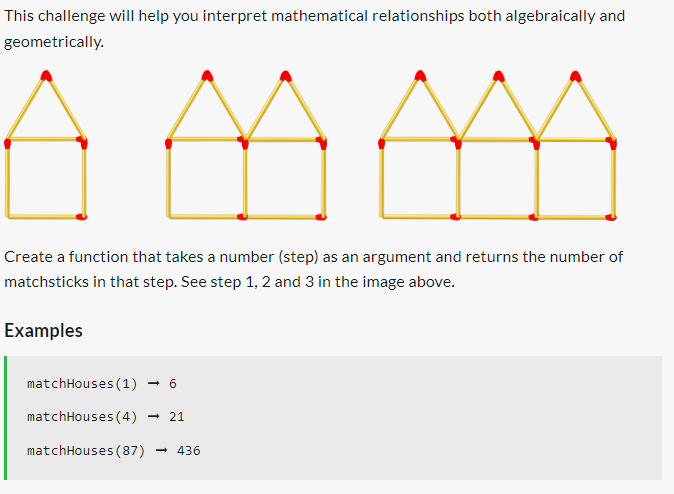 This challenge will help you interpret mathematical relationships both algebraically and
geometrically.
Create a function that takes a number (step) as an argument and returns the number of
matchsticks in that step. See step 1, 2 and 3 in the image above.
Examples
matchHouses(1) ➞ 6
matchHouses(4) ➞ 21
matchHouses(87) ➞ 436